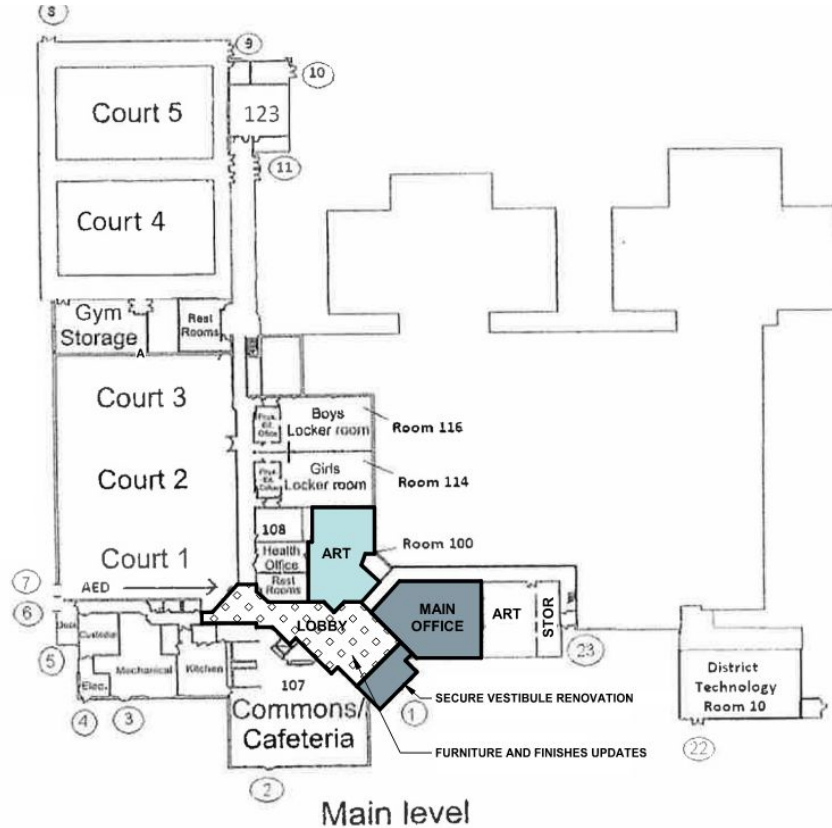 8
9
10
Court 5
123
11
Court 4
Gym
Storage
Rest
Rooms
A
Court 3
Boys
Locker room
Room 116
Court 2
Girls
Locker room
Room 114
108
ART
Room 100
Court 1
Health
Office
7
AED
Rest
Rooms
6
LOBBY
MAIN
OFFICE
ART
STOR
Custodial
5
Mechanical
Kitchen
23
District
Technology
Room 10
Elec.
107
SECURE VESTIBULE RENOVATION
4
3
Commons/
Cafeteria
1
22
FURNITURE AND FINISHES UPDATES
2
Main level